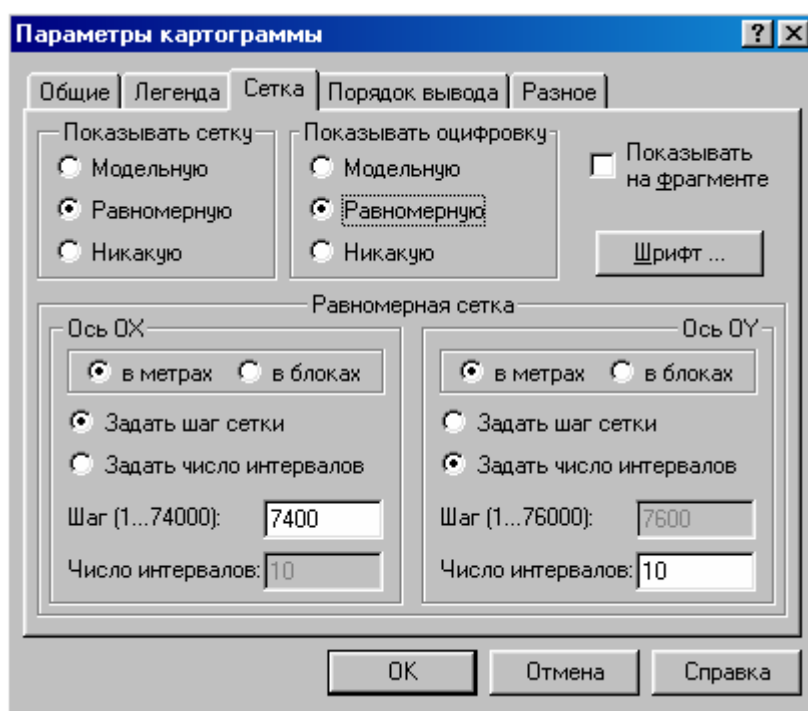 Параметры картограммы
Общие
Легенда
Сетка
Порядок вывода
Разное
Показывать сетку
Модельную
Равномерную
Никакую
Показывать оцифровку
Модельную
Равномерную
Никакую
Показывать
на фрагменте
Шрифт ...
Равномерная сетка
Ось OX
в метрах
в блоках
Задать шаг сетки
Задать число интервалов
Шаг (1...74000):
7400
Число интервалов:
10
Ось OY
в метрах
в блоках
Задать шаг сетки
Задать число интервалов
Шаг (1...76000):
7600
Число интервалов:
10
OK
Отмена
Справка